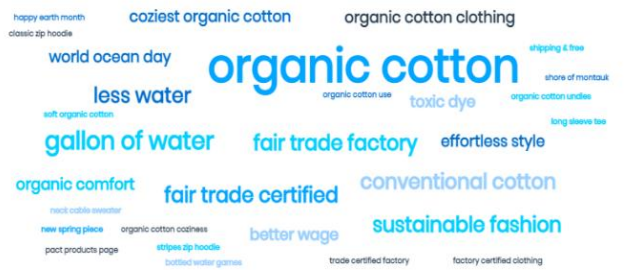 happy earth month
coziest organic cotton
organic cotton clothing
classic zip hoodie
world ocean day
organic cotton
shipping & free
shore of montauk
less water
organic cotton use
toxic dye
organic cotton undies
soft organic cotton
long sleeve tee
gallon of water
fair trade factory
effortless style
organic comfort
fair trade certified
conventional cotton
neck cable sweater
new spring piece
organic cotton coziness
better wage
sustainable fashion
pact products page
stripes zip hoodie
bottled water games
trade certified factory
factory certified clothing